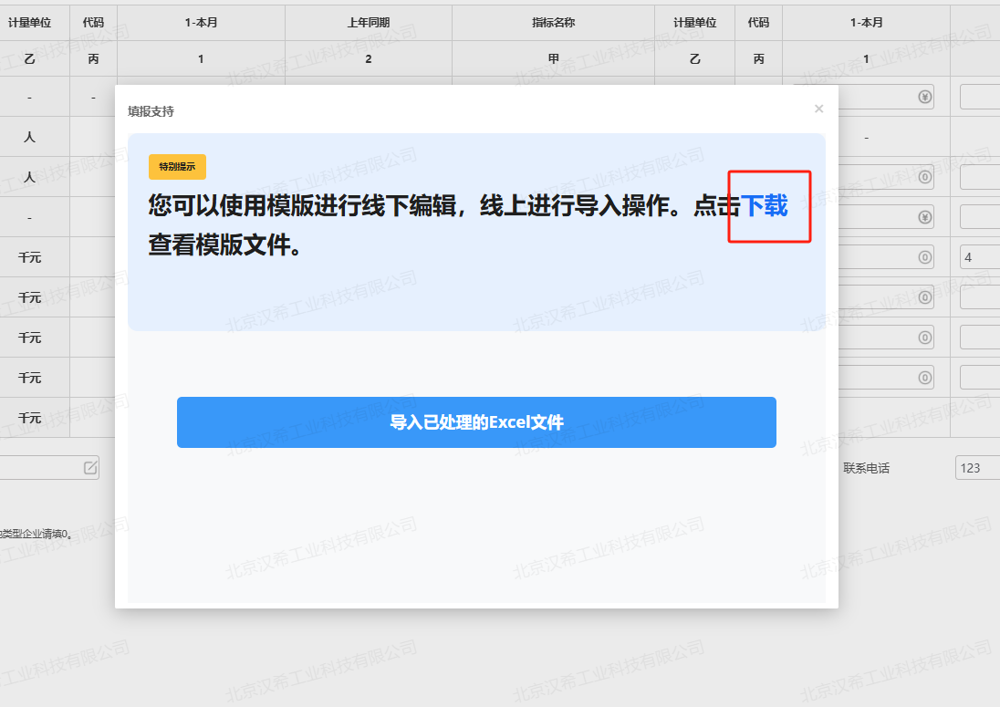 计量单位 代码 1-本月 上年同期 指标名称 计量单位 代码 1-本月
乙 丙 1 2 甲 乙 丙 1
- -
填报支持 ×
人 -
特别提示
人
您可以使用模版进行线下编辑，线上进行导入操作。点击下载
-
查看模版文件。
千元 4
千元
千元
千元
千元
导入已处理的Excel文件
联系电话 123
类型企业请填0。
北京汉希工业科技有限公司